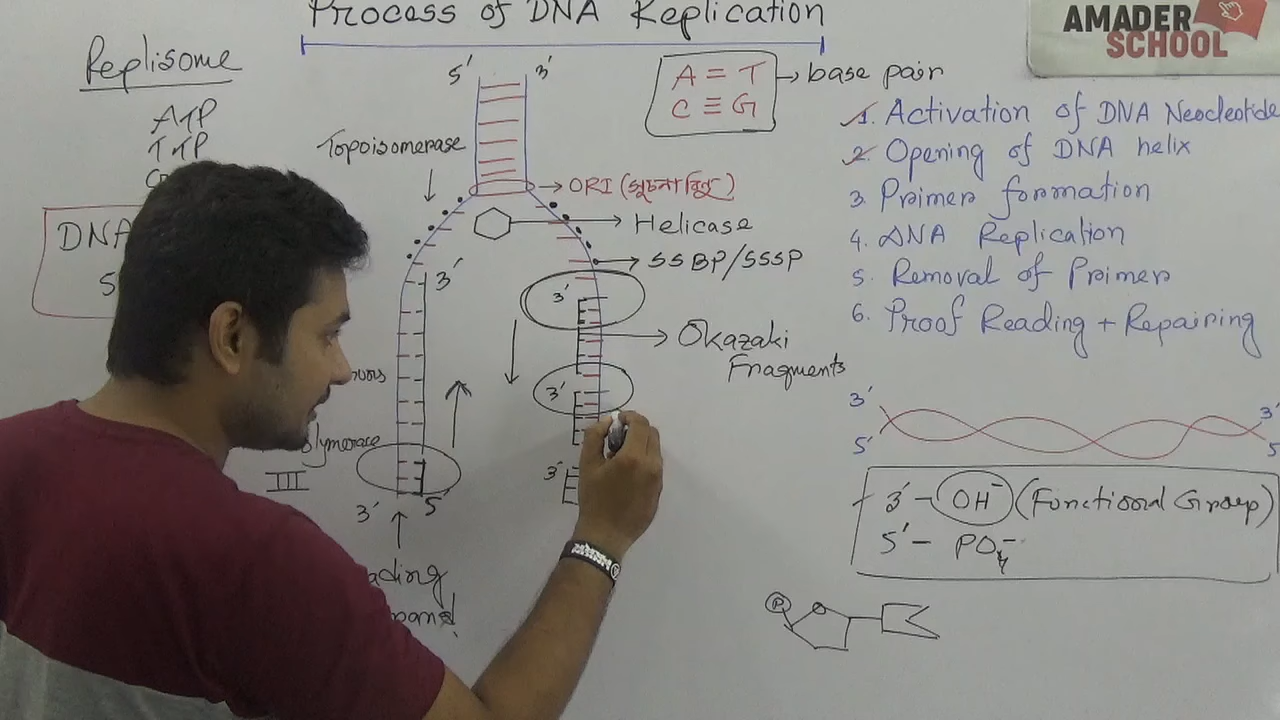 Process of DNA Replication
AMADER
SCHOOL
Replisome
ATP
TTP
DNA
5
5′ 3′
A = T → base pair
C ≡ G
Topoisomerase
→ ORI (সূচনা বিন্দু)
Helicase
SSBP/SSSP
3′
3′
Okazaki
Fragments
3′
3′
III
3′ 5′
1. Activation of DNA Neocleotide
2. Opening of DNA helix
3. Primer formation
4. DNA Replication
5. Removal of Primer
6. Proof Reading + Repairing
3′ 3′
5′ 5
3′ – OH⁻ (Functional Group)
5′ – PO₄⁻
P